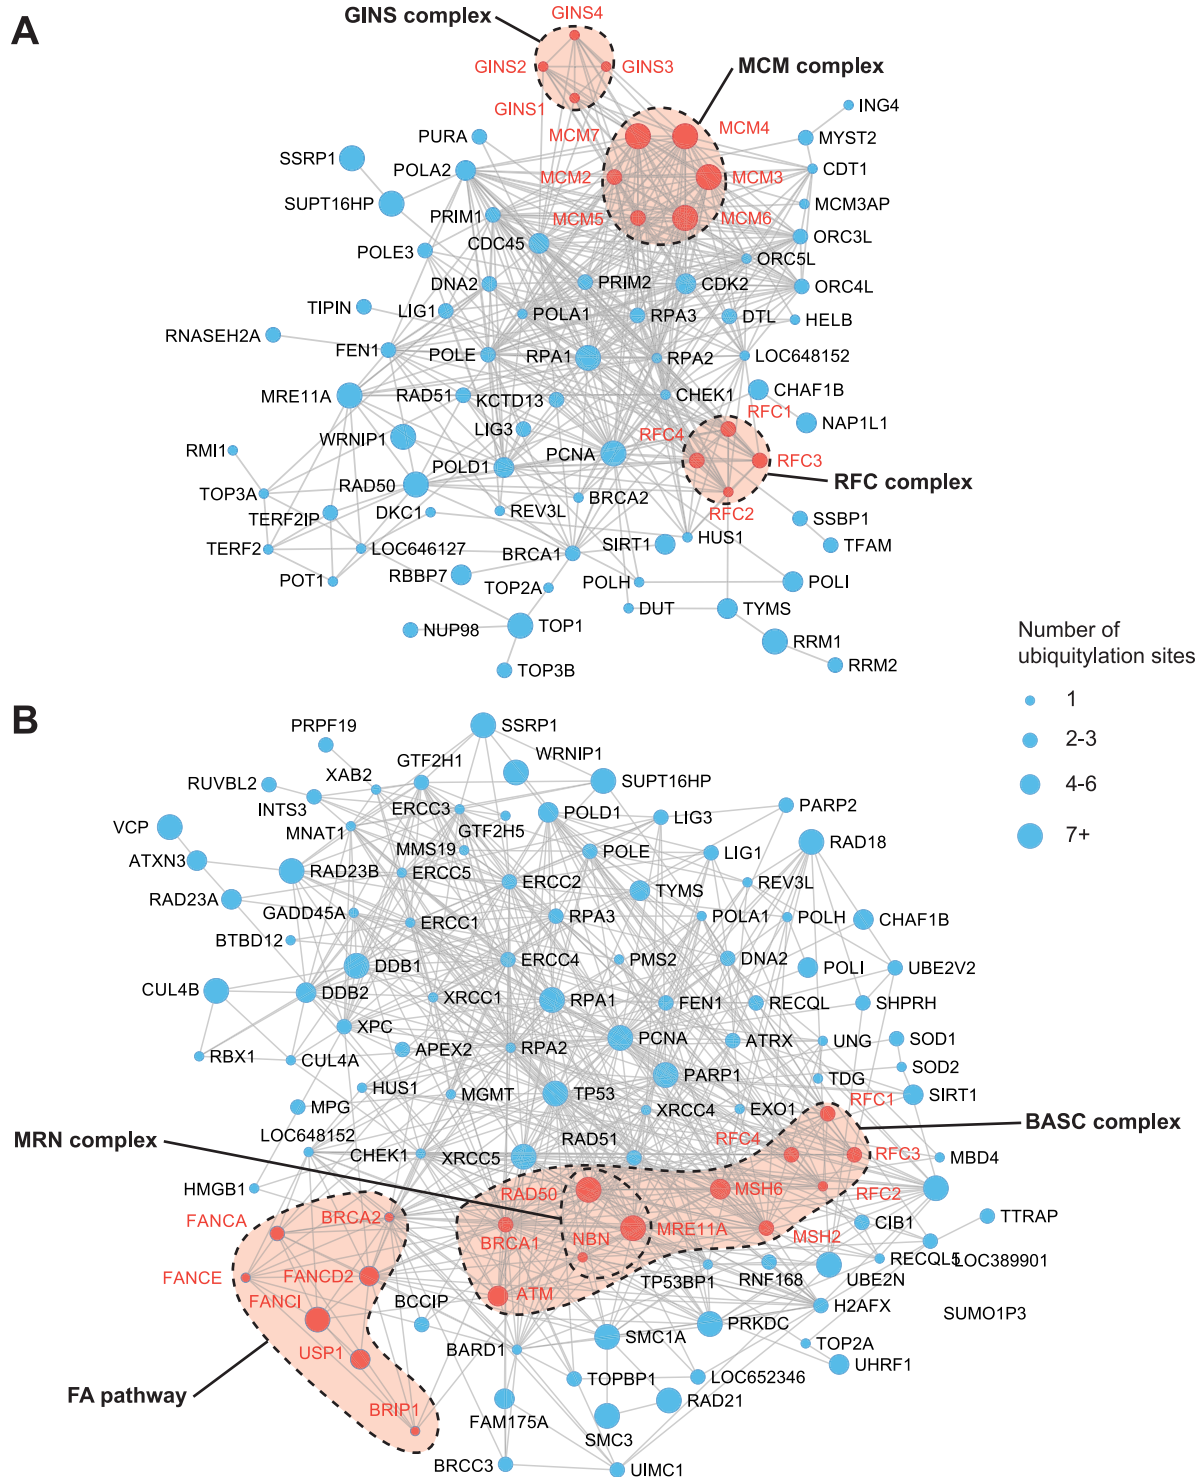 A
GINS complex
GINS4
GINS2
GINS3
GINS1
MCM complex
MCM7
MCM4
MCM2
MCM3
MCM5
MCM6
ING4
MYST2
CDT1
MCM3AP
ORC3L
ORC5L
ORC4L
PURA
SSRP1
POLA2
SUPT16HP
PRIM1
CDC45
POLE3
DNA2
PRIM2
CDK2
TIPIN
LIG1
POLA1
RPA3
DTL
HELB
RNASEH2A
FEN1
POLE
RPA1
RPA2
LOC648152
MRE11A
RAD51
KCTD13
CHEK1
CHAF1B
RFC1
NAP1L1
WRNIP1
LIG3
RFC4
RMI1
POLD1
PCNA
RFC3
RFC complex
TOP3A
RAD50
BRCA2
RFC2
TERF2IP
DKC1
REV3L
SSBP1
TERF2
LOC646127
BRCA1
SIRT1
HUS1
TFAM
POT1
RBBP7
TOP2A
POLH
POLI
DUT
TYMS
NUP98
TOP1
RRM1
TOP3B
RRM2
Number of
ubiquitylation sites
1
2-3
4-6
7+
B
PRPF19
SSRP1
WRNIP1
GTF2H1
XAB2
SUPT16HP
RUVBL2
INTS3
ERCC3
POLD1
LIG3
PARP2
VCP
MNAT1
GTF2H5
RAD18
MMS19
POLE
LIG1
ATXN3
RAD23B
ERCC5
ERCC2
TYMS
REV3L
RAD23A
GADD45A
ERCC1
RPA3
POLA1
POLH
CHAF1B
BTBD12
DDB1
ERCC4
PMS2
DNA2
POLI
UBE2V2
CUL4B
DDB2
XRCC1
RPA1
FEN1
RECQL
SHPRH
XPC
PCNA
ATRX
UNG
SOD1
RBX1
CUL4A
APEX2
RPA2
PARP1
TDG
SOD2
HUS1
MGMT
TP53
SIRT1
MPG
XRCC4
EXO1
RFC1
BASC complex
MRN complex
LOC648152
CHEK1
XRCC5
RAD51
RFC4
RFC3
MBD4
HMGB1
RAD50
MSH6
RFC2
FANCA
BRCA2
BRCA1
NBN
MRE11A
MSH2
CIB1
TTRAP
FANCE
FANCD2
TP53BP1
RNF168
RECQL5
LOC389901
UBE2N
FANCI
ATM
BCCIP
PRKDC
H2AFX
SUMO1P3
USP1
BARD1
SMC1A
TOP2A
UHRF1
FA pathway
BRIP1
TOPBP1
LOC652346
FAM175A
RAD21
SMC3
BRCC3
UIMC1